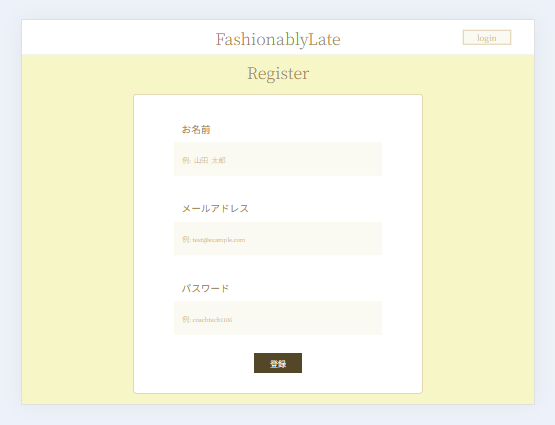 FashionablyLate
login
Register
お名前
例: 山田 太郎
メールアドレス
例: test@example.com
パスワード
例: coachtech1106
登録